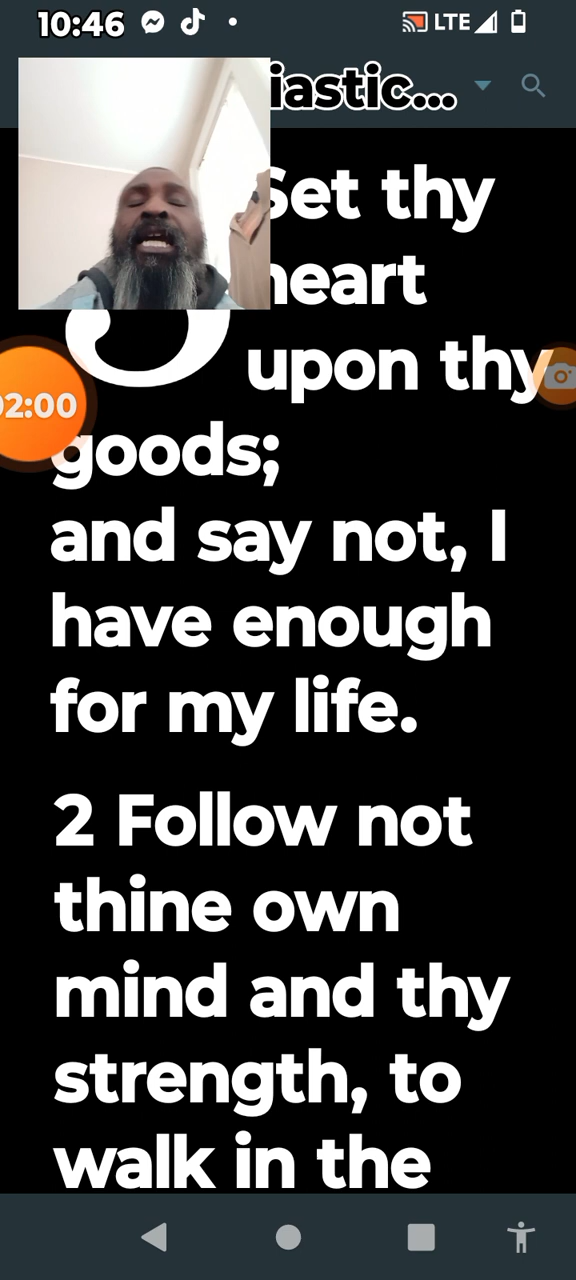 10:46 LTE
iastic...
Set thy
heart
upon thy
02:00
goods;
and say not, I
have enough
for my life.
2 Follow not
thine own
mind and thy
strength, to
walk in the